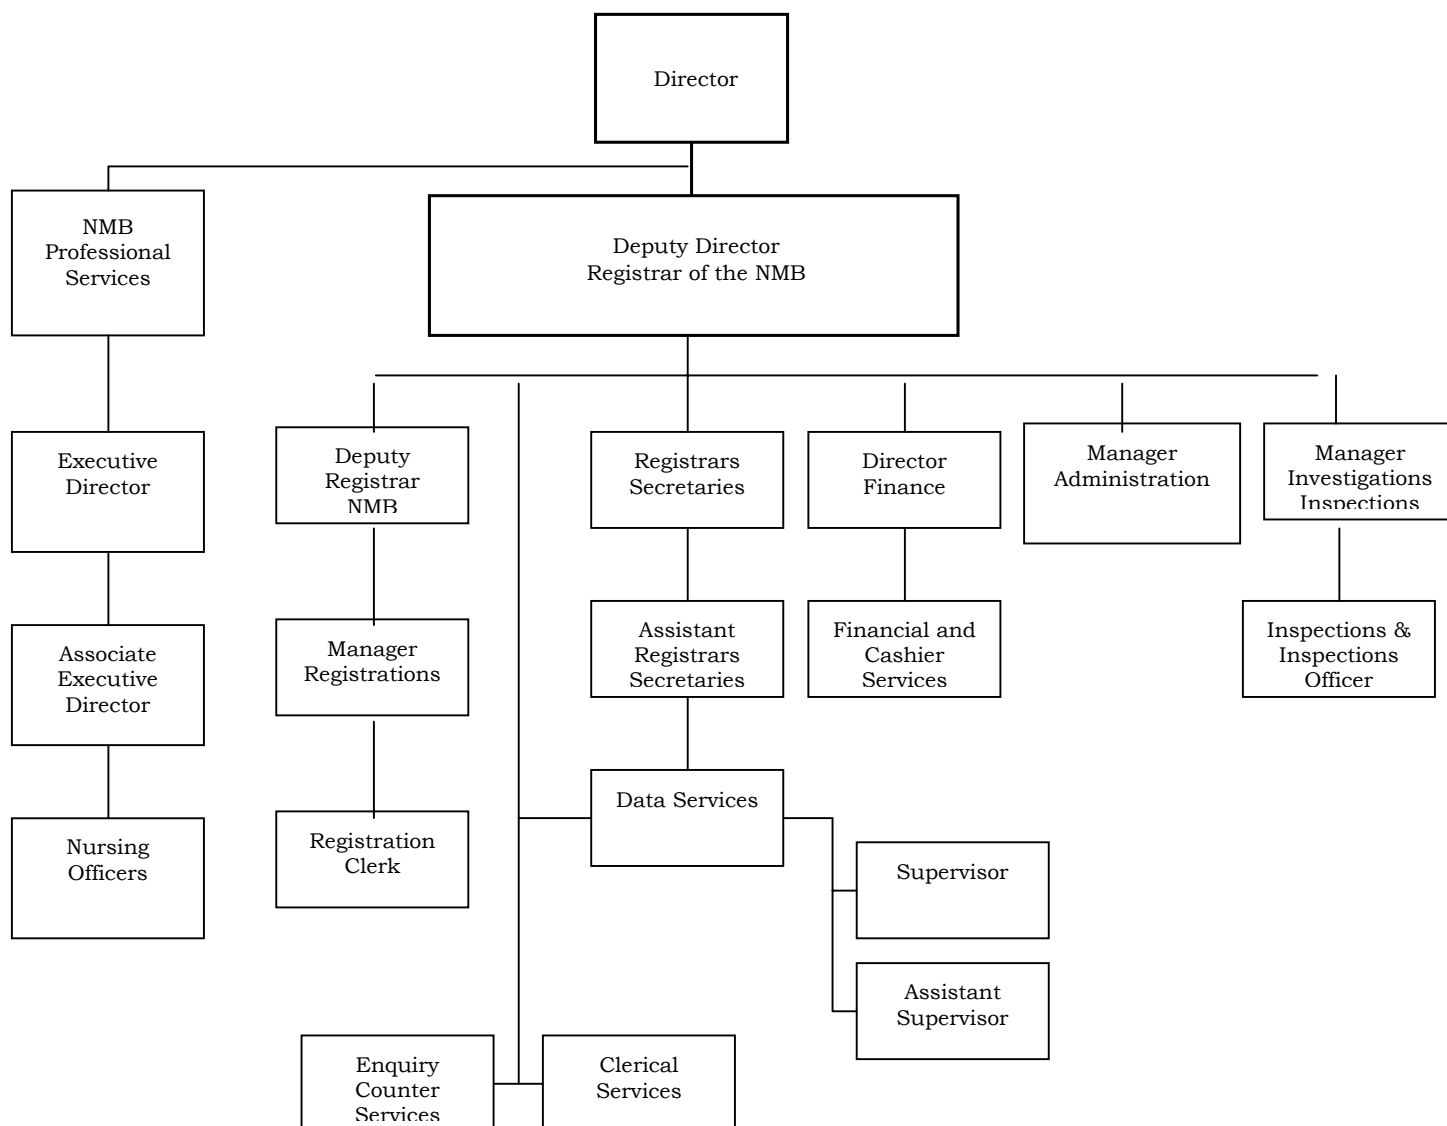 Director
NMB
Professional
Services
Deputy Director
Registrar of the NMB
Executive
Director
Deputy
Registrar
NMB
Registrars
Secretaries
Director
Finance
Manager
Administration
Manager
Investigations
Inspections
Associate
Executive
Director
Manager
Registrations
Assistant
Registrars
Secretaries
Financial and
Cashier
Services
Inspections &
Inspections
Officer
Nursing
Officers
Registration
Clerk
Data Services
Supervisor
Assistant
Supervisor
Enquiry
Counter
Services
Clerical
Services